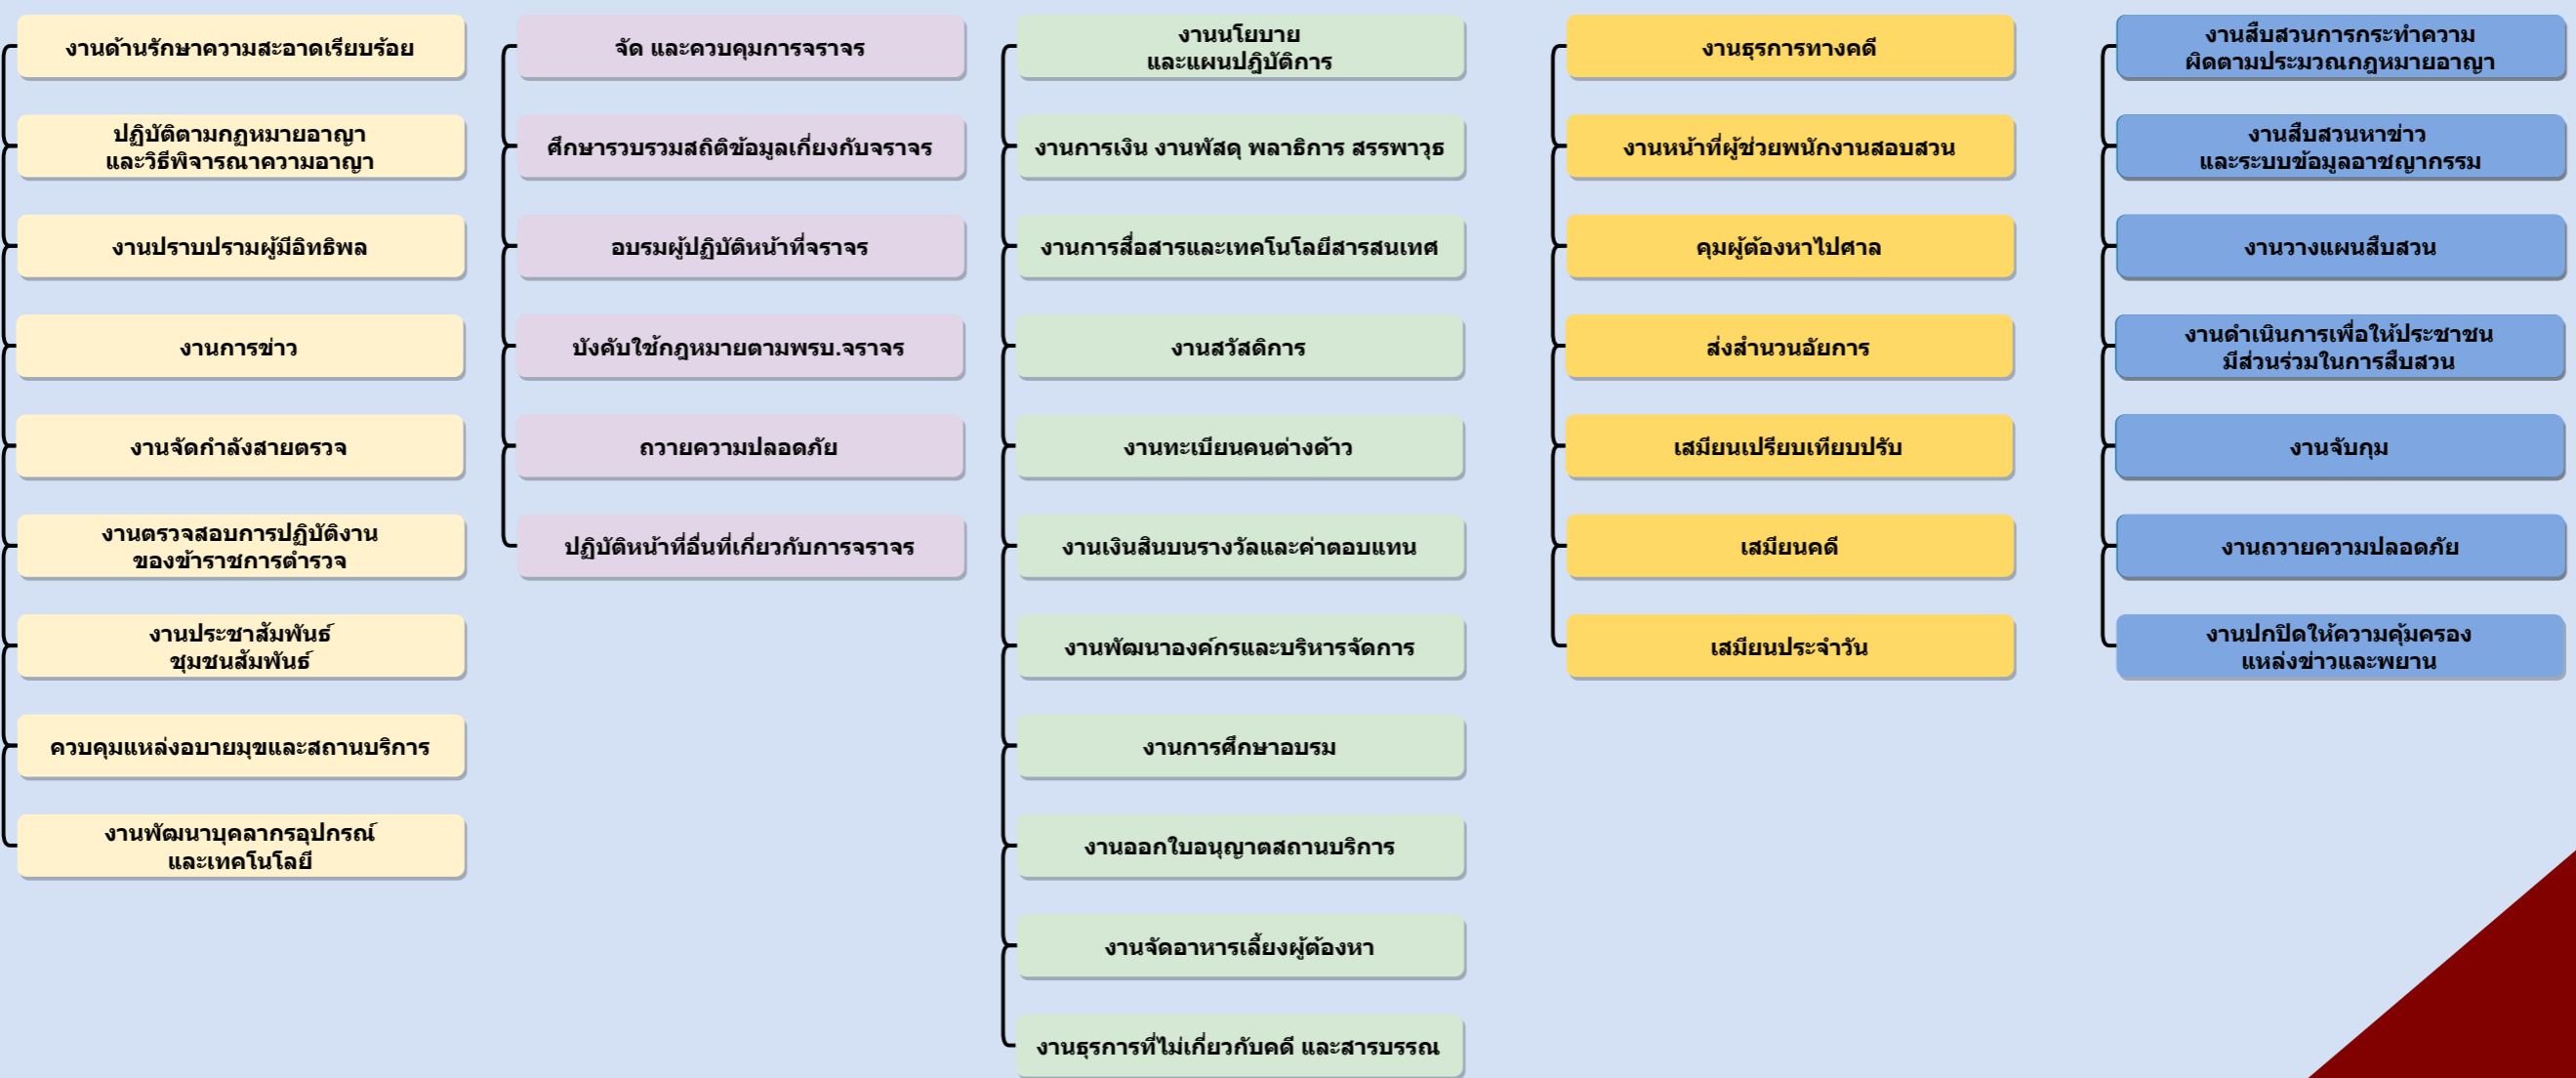 งานด้านรักษาความสะอาดเรียบร้อย
ปฏิบัติตามกฎหมายอาญา
และวิธีพิจารณาความอาญา
งานปราบปรามผู้มีอิทธิพล
งานการข่าว
งานจัดกำลังสายตรวจ
งานตรวจสอบการปฏิบัติงาน
ของข้าราชการตำรวจ
งานประชาสัมพันธ์
ชุมชนสัมพันธ์
ควบคุมแหล่งอบายมุขและสถานบริการ
งานพัฒนาบุคลากรอุปกรณ์
และเทคโนโลยี
จัด และควบคุมการจราจร
ศึกษารวบรวมสถิติข้อมูลเกี่ยงกับจราจร
อบรมผู้ปฏิบัติหน้าที่จราจร
บังคับใช้กฎหมายตามพรบ.จราจร
ถวายความปลอดภัย
ปฏิบัติหน้าที่อื่นที่เกี่ยวกับการจราจร
งานนโยบาย
และแผนปฎิบัติการ
งานการเงิน งานพัสดุ พลาธิการ สรรพาวุธ
งานการสื่อสารและเทคโนโลยีสารสนเทศ
งานสวัสดิการ
งานทะเบียนคนต่างด้าว
งานเงินสินบนรางวัลและค่าตอบแทน
งานพัฒนาองค์กรและบริหารจัดการ
งานการศึกษาอบรม
งานออกใบอนุญาตสถานบริการ
งานจัดอาหารเลี้ยงผู้ต้องหา
งานธุรการที่ไม่เกี่ยวกับคดี และสารบรรณ
งานธุรการทางคดี
งานหน้าที่ผู้ช่วยพนักงานสอบสวน
คุมผู้ต้องหาไปศาล
ส่งสำนวนอัยการ
เสมียนเปรียบเทียบปรับ
เสมียนคดี
เสมียนประจำวัน
งานสืบสวนการกระทำความ
ผิดตามประมวณกฎหมายอาญา
งานสืบสวนหาข่าว
และระบบข้อมูลอาชญากรรม
งานวางแผนสืบสวน
งานดำเนินการเพื่อให้ประชาชน
มีส่วนร่วมในการสืบสวน
งานจับกุม
งานถวายความปลอดภัย
งานปกปิดให้ความคุ้มครอง
แหล่งข่าวและพยาน